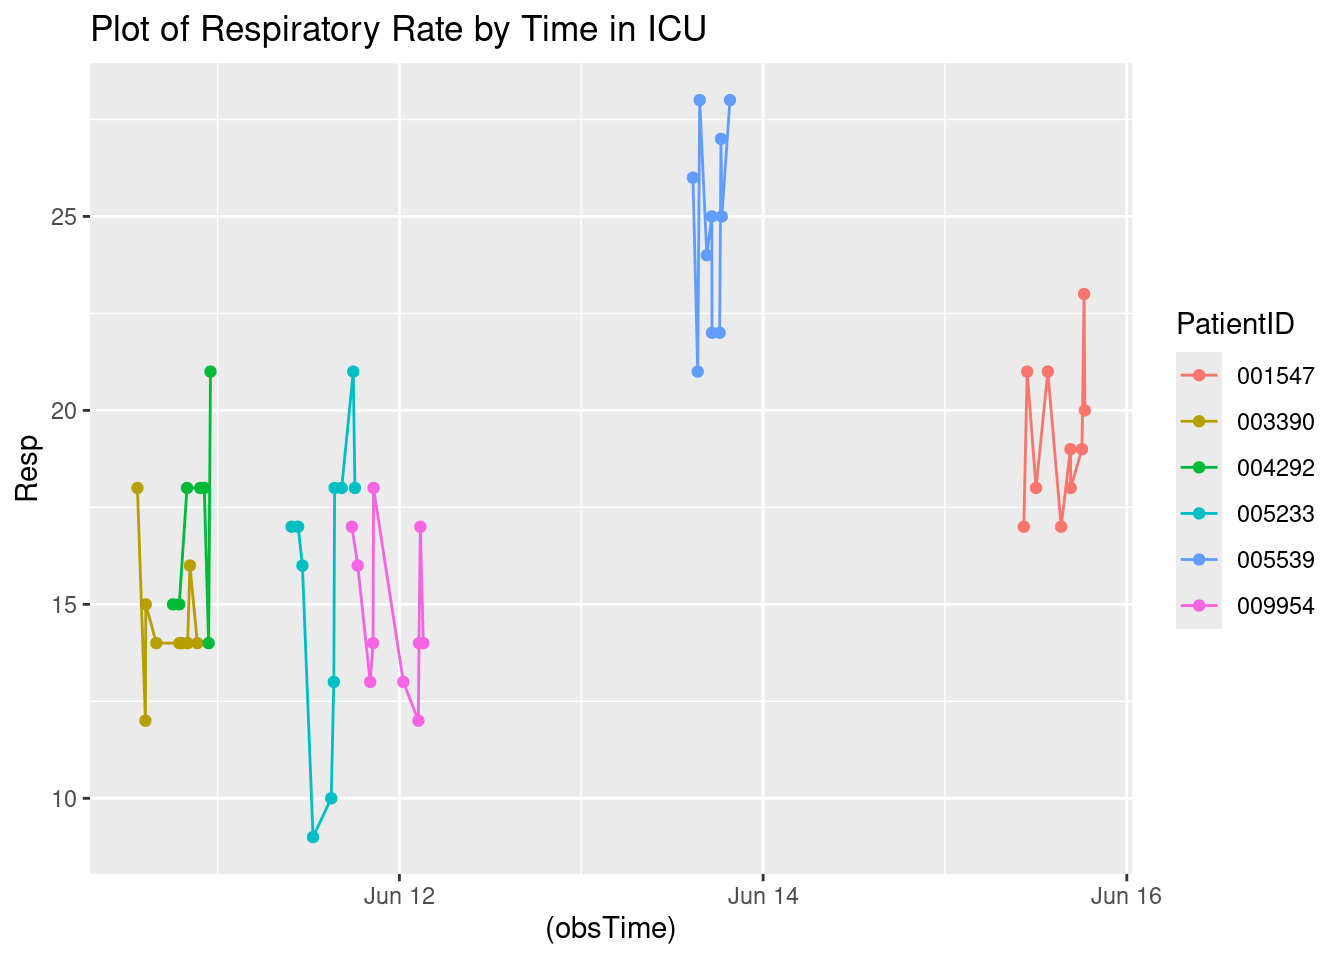 Plot of Respiratory Rate by Time in ICU
25
20
15
10
Resp
Jun 12
Jun 14
Jun 16
(obsTime)
PatientID
001547
003390
004292
005233
005539
009954